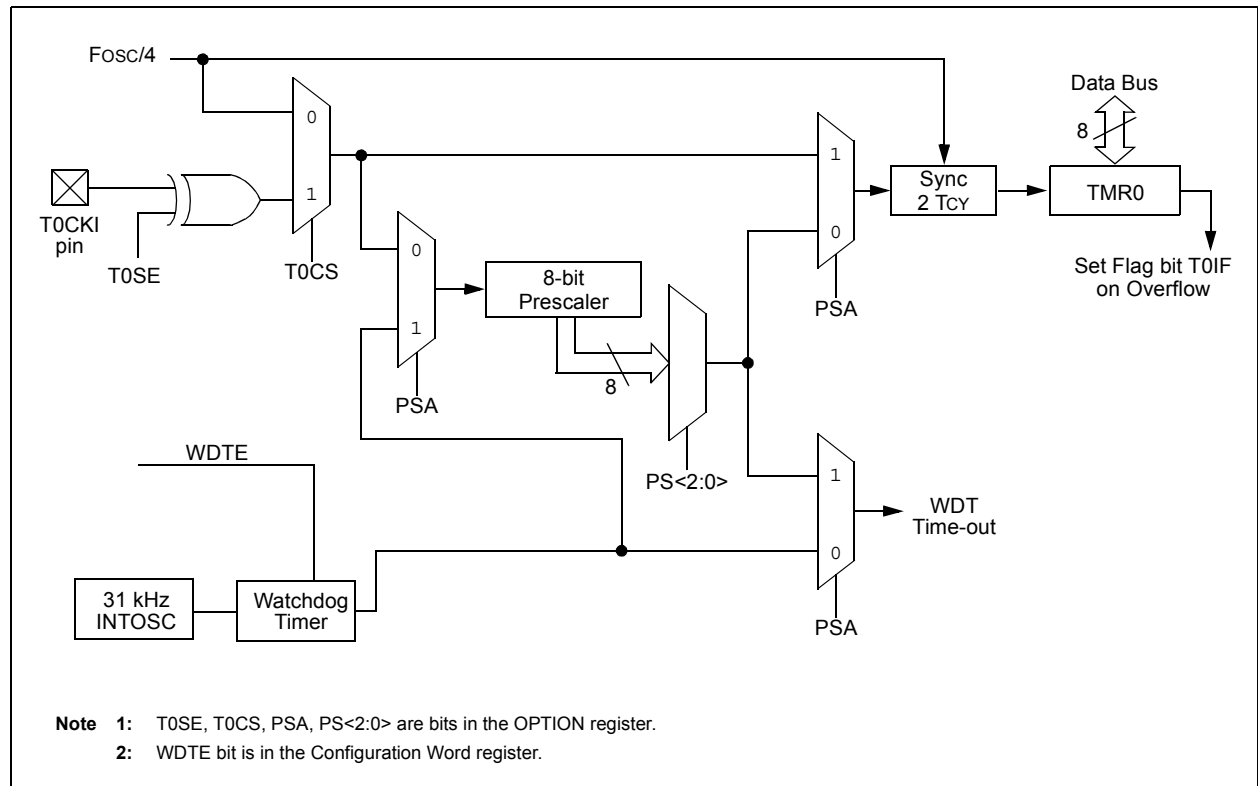 FOSC/4
Data Bus
8
0
1
T0CKI
pin
T0SE
T0CS
1
0
PSA
Sync
2 TCY
TMR0
Set Flag bit T0IF
on Overflow
0
1
PSA
8-bit
Prescaler
8
PS<2:0>
WDTE
31 kHz
INTOSC
Watchdog
Timer
1
0
PSA
WDT
Time-out
Note 1: T0SE, T0CS, PSA, PS<2:0> are bits in the OPTION register.
2: WDTE bit is in the Configuration Word register.